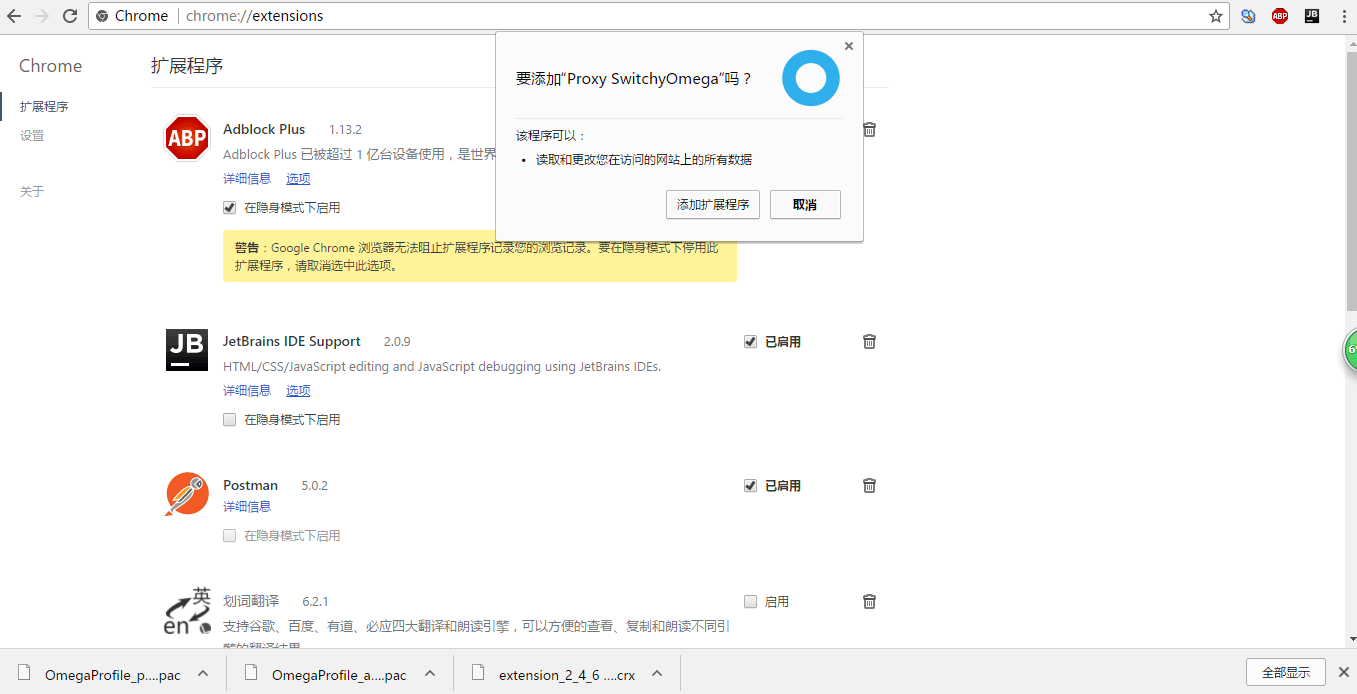 Chrome chrome://extensions
ABP
JB
Chrome
扩展程序
设置
关于
扩展程序
要添加“Proxy SwitchyOmega”吗？
该程序可以：
• 读取和更改您在访问的网站上的所有数据
添加扩展程序 取消
ABP
Adblock Plus 1.13.2
Adblock Plus 已被超过 1 亿台设备使用，是世界
详细信息 选项
在隐身模式下启用
警告：Google Chrome 浏览器无法阻止扩展程序记录您的浏览记录。要在隐身模式下停用此
扩展程序，请取消选中此选项。
JB
JetBrains IDE Support 2.0.9 已启用
HTML/CSS/JavaScript editing and JavaScript debugging using JetBrains IDEs.
详细信息 选项
在隐身模式下启用
Postman 5.0.2 已启用
详细信息
在隐身模式下启用
英
en
划词翻译 6.2.1 启用
支持谷歌、百度、有道、必应四大翻译和朗读引擎，可以方便的查看、复制和朗读不同引
OmegaProfile_p....pac OmegaProfile_a....pac extension_2_4_6 ....crx 全部显示